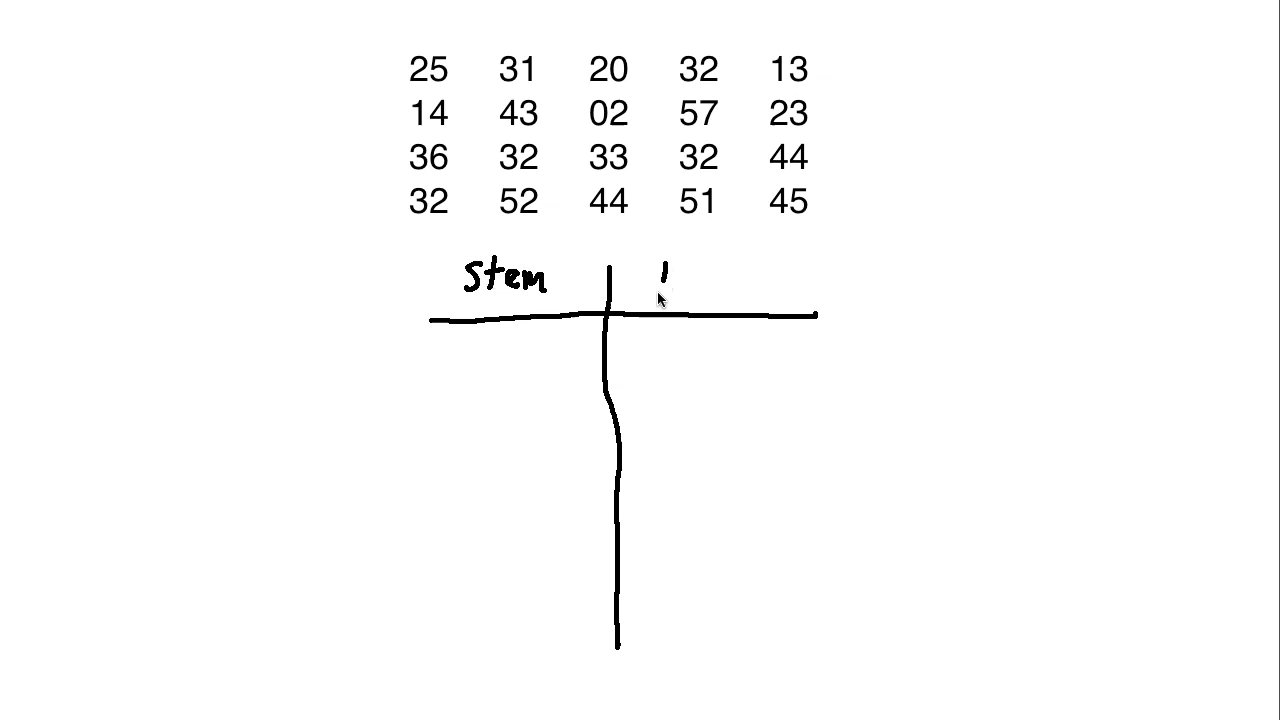 25 31 20 32 13
14 43 02 57 23
36 32 33 32 44
32 52 44 51 45
Stem